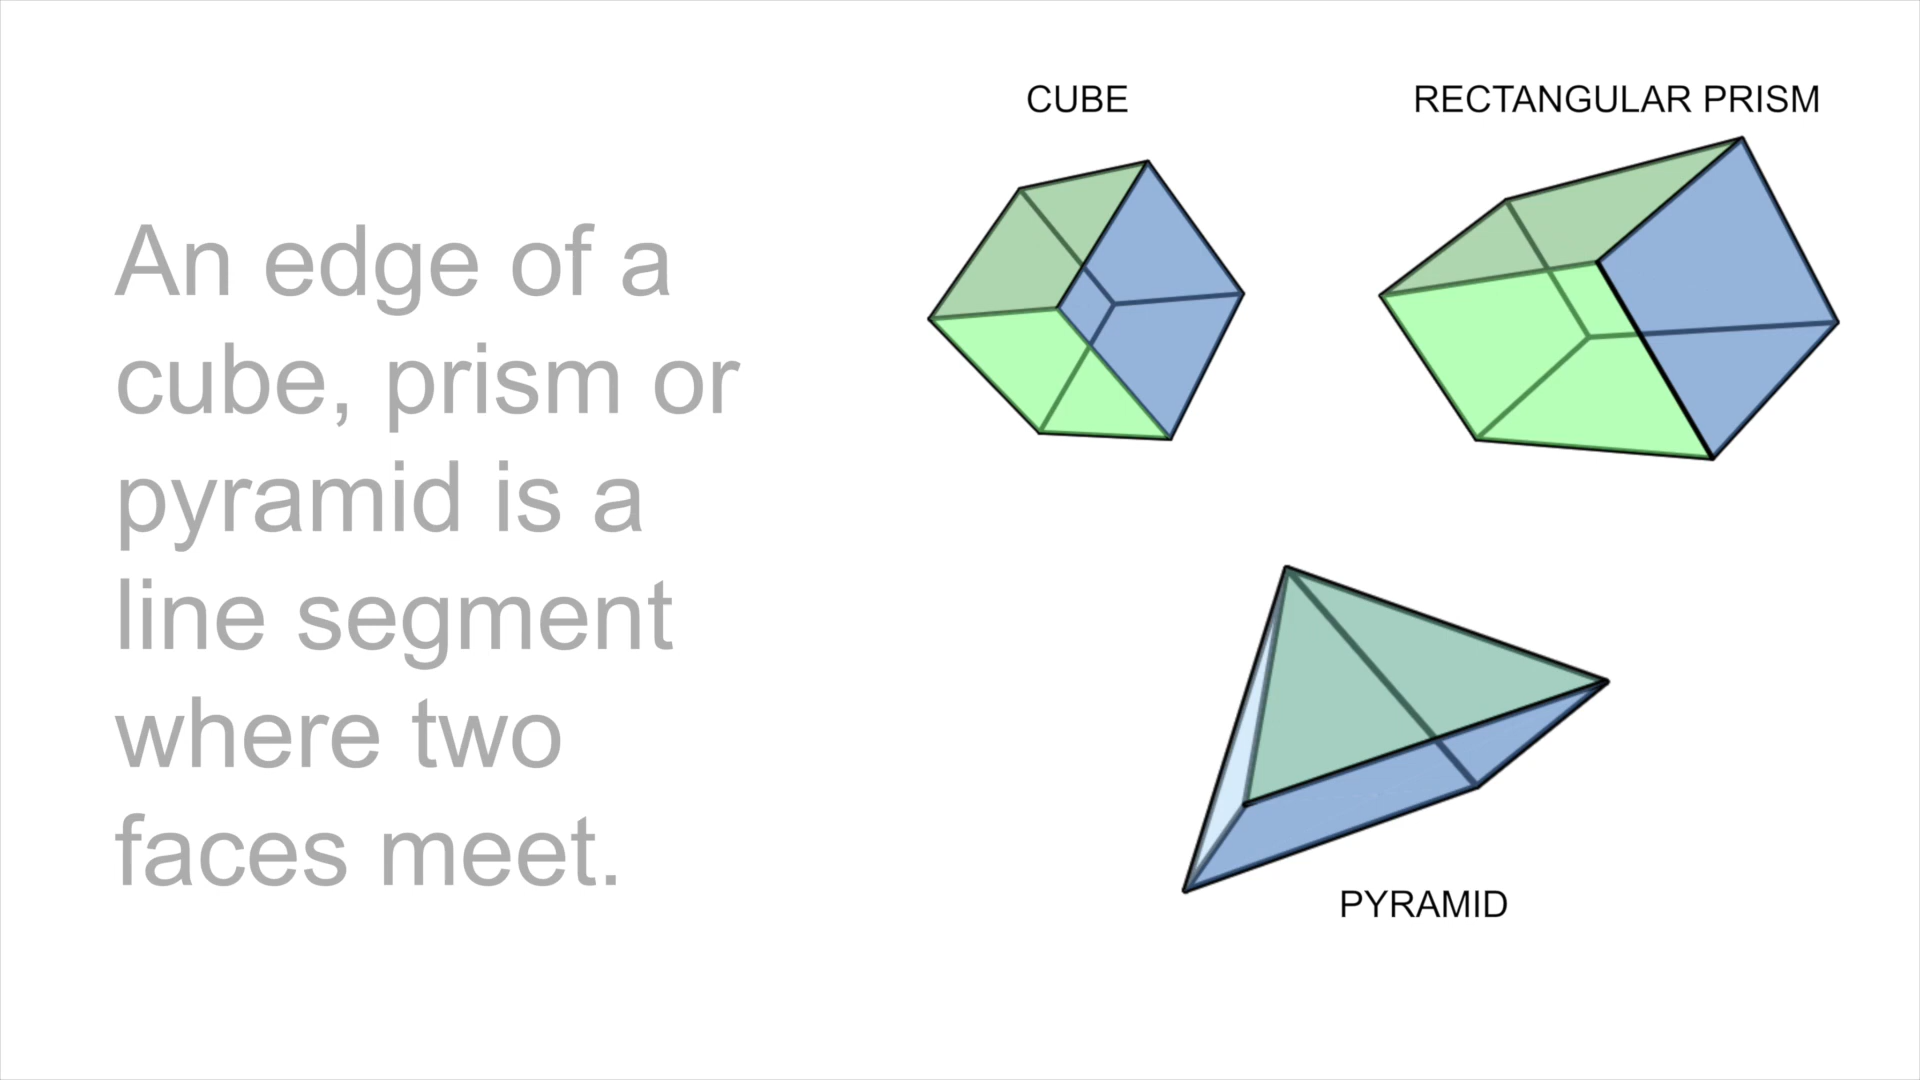 An edge of a
cube, prism or
pyramid is a
line segment
where two
faces meet.
CUBE
RECTANGULAR PRISM
PYRAMID